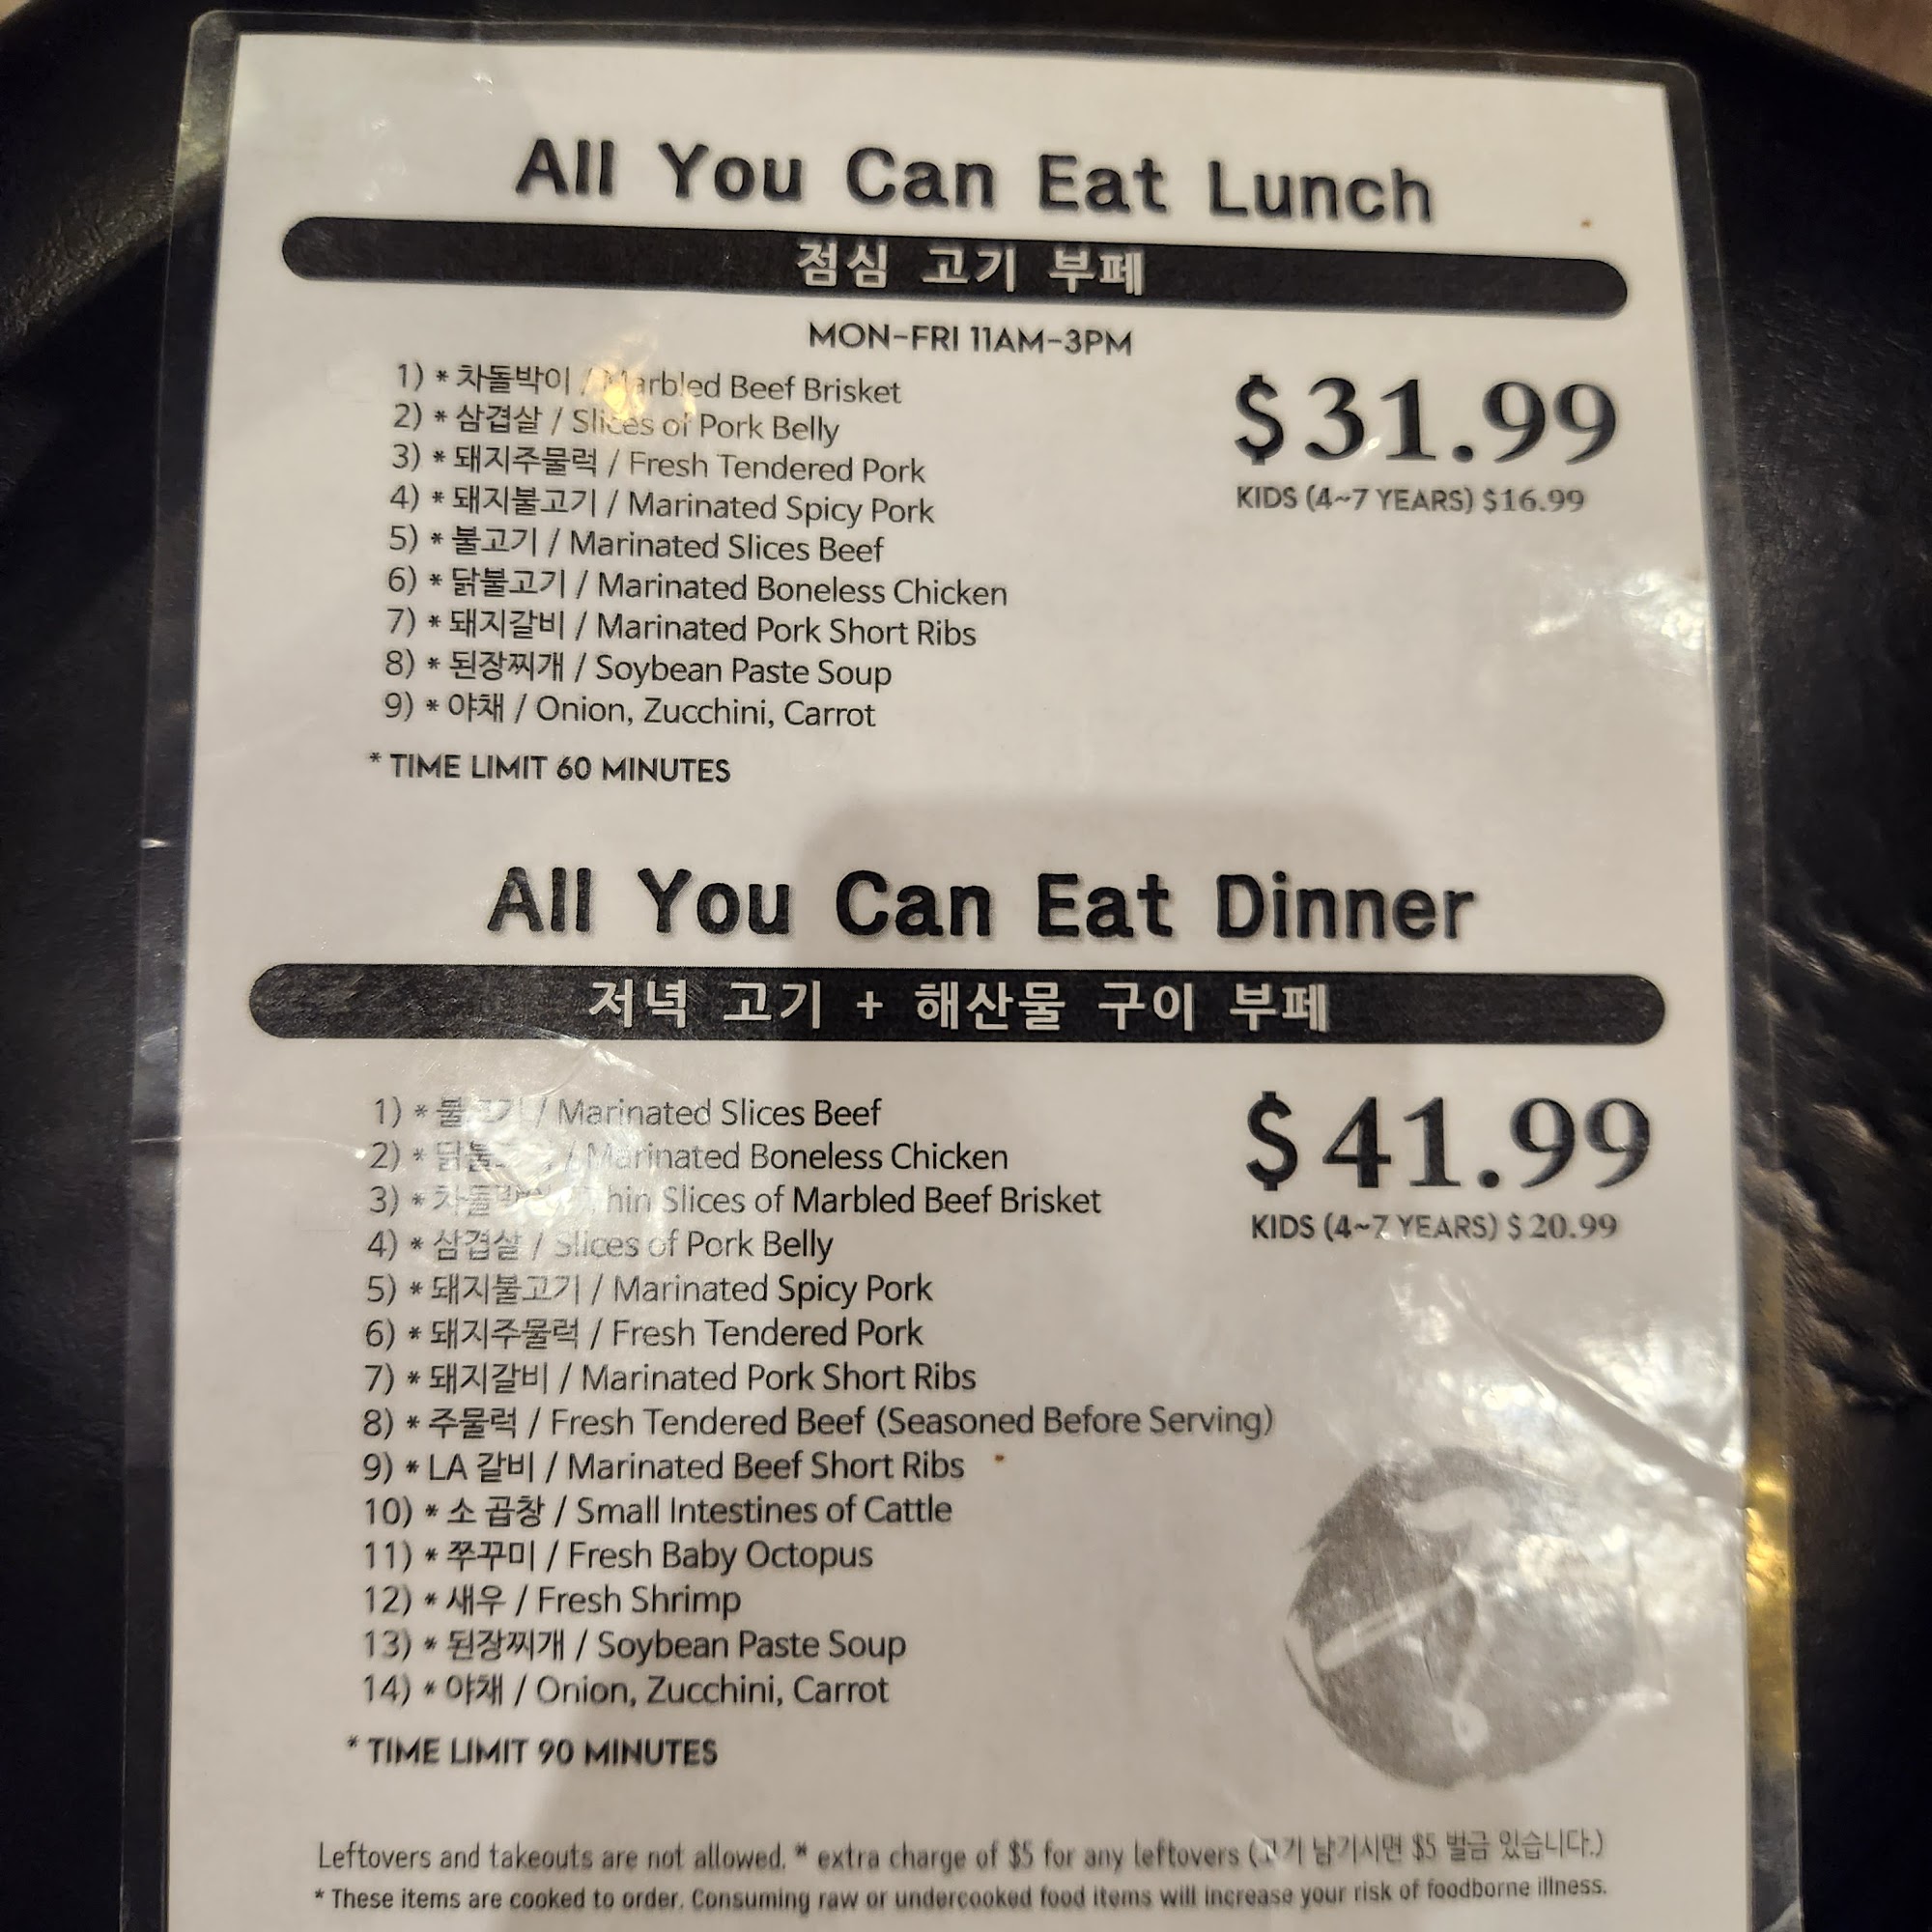 All You Can Eat Lunch
점심 고기 부페
MON-FRI 11AM-3PM
1) * 차돌박이 / Marbled Beef Brisket
$31.99
2) * 삼겹살 / Slices of Pork Belly
3) * 돼지주물럭 / Fresh Tendered Pork
KIDS (4~7 YEARS) $16.99
4) * 돼지불고기 / Marinated Spicy Pork
5) * 불고기 / Marinated Slices Beef
6) * 닭불고기 / Marinated Boneless Chicken
7) * 돼지갈비 / Marinated Pork Short Ribs
8) * 된장찌개 / Soybean Paste Soup
9) * 야채 / Onion, Zucchini, Carrot
* TIME LIMIT 60 MINUTES
All You Can Eat Dinner
저녁 고기 + 해산물 구이 부페
1) * 불고기 / Marinated Slices Beef
$41.99
2) * / Marinated Boneless Chicken
3) * Thin Slices of Marbled Beef Brisket
KIDS (4~7 YEARS) $20.99
4) * 삼겹살 / Slices of Pork Belly
5) * 돼지불고기 / Marinated Spicy Pork
6) * 돼지주물럭 / Fresh Tendered Pork
7) * 돼지갈비 / Marinated Pork Short Ribs
8) * 주물럭 / Fresh Tendered Beef (Seasoned Before Serving)
9) * LA 갈비 / Marinated Beef Short Ribs
10) * 소 곱창 / Small Intestines of Cattle
11) * 쭈꾸미 / Fresh Baby Octopus
12) * 새우 / Fresh Shrimp
13) * 된장찌개 / Soybean Paste Soup
14) * 야채 / Onion, Zucchini, Carrot
* TIME LIMIT 90 MINUTES
Leftovers and takeouts are not allowed. * extra charge of $5 for any leftovers (고기 남기시면 $5 벌금 있습니다.)
* These items are cooked to order. Consuming raw or undercooked food items will increase your risk of foodborne illness.